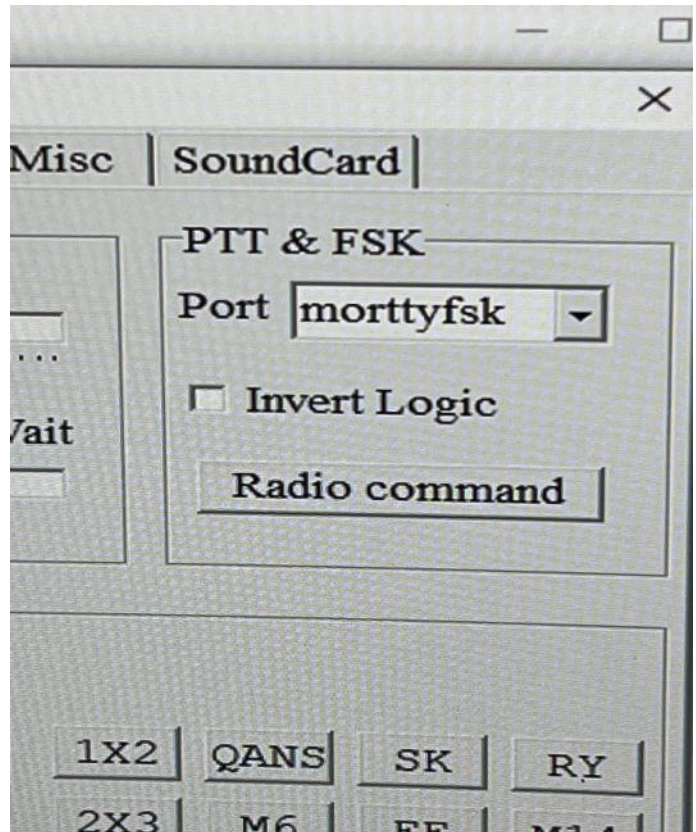 Misc SoundCard
PTT & FSK
Port morttyfsk
...
Invert Logic
Radio command
1X2 QANS SK RY
2X3 M6